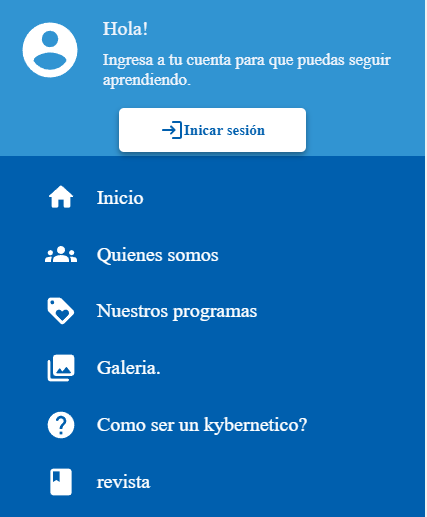 Hola!
Ingresa a tu cuenta para que puedas seguir
aprendiendo.
Inicar sesión
Inicio
Quienes somos
Nuestros programas
Galeria.
Como ser un kybernetico?
revista